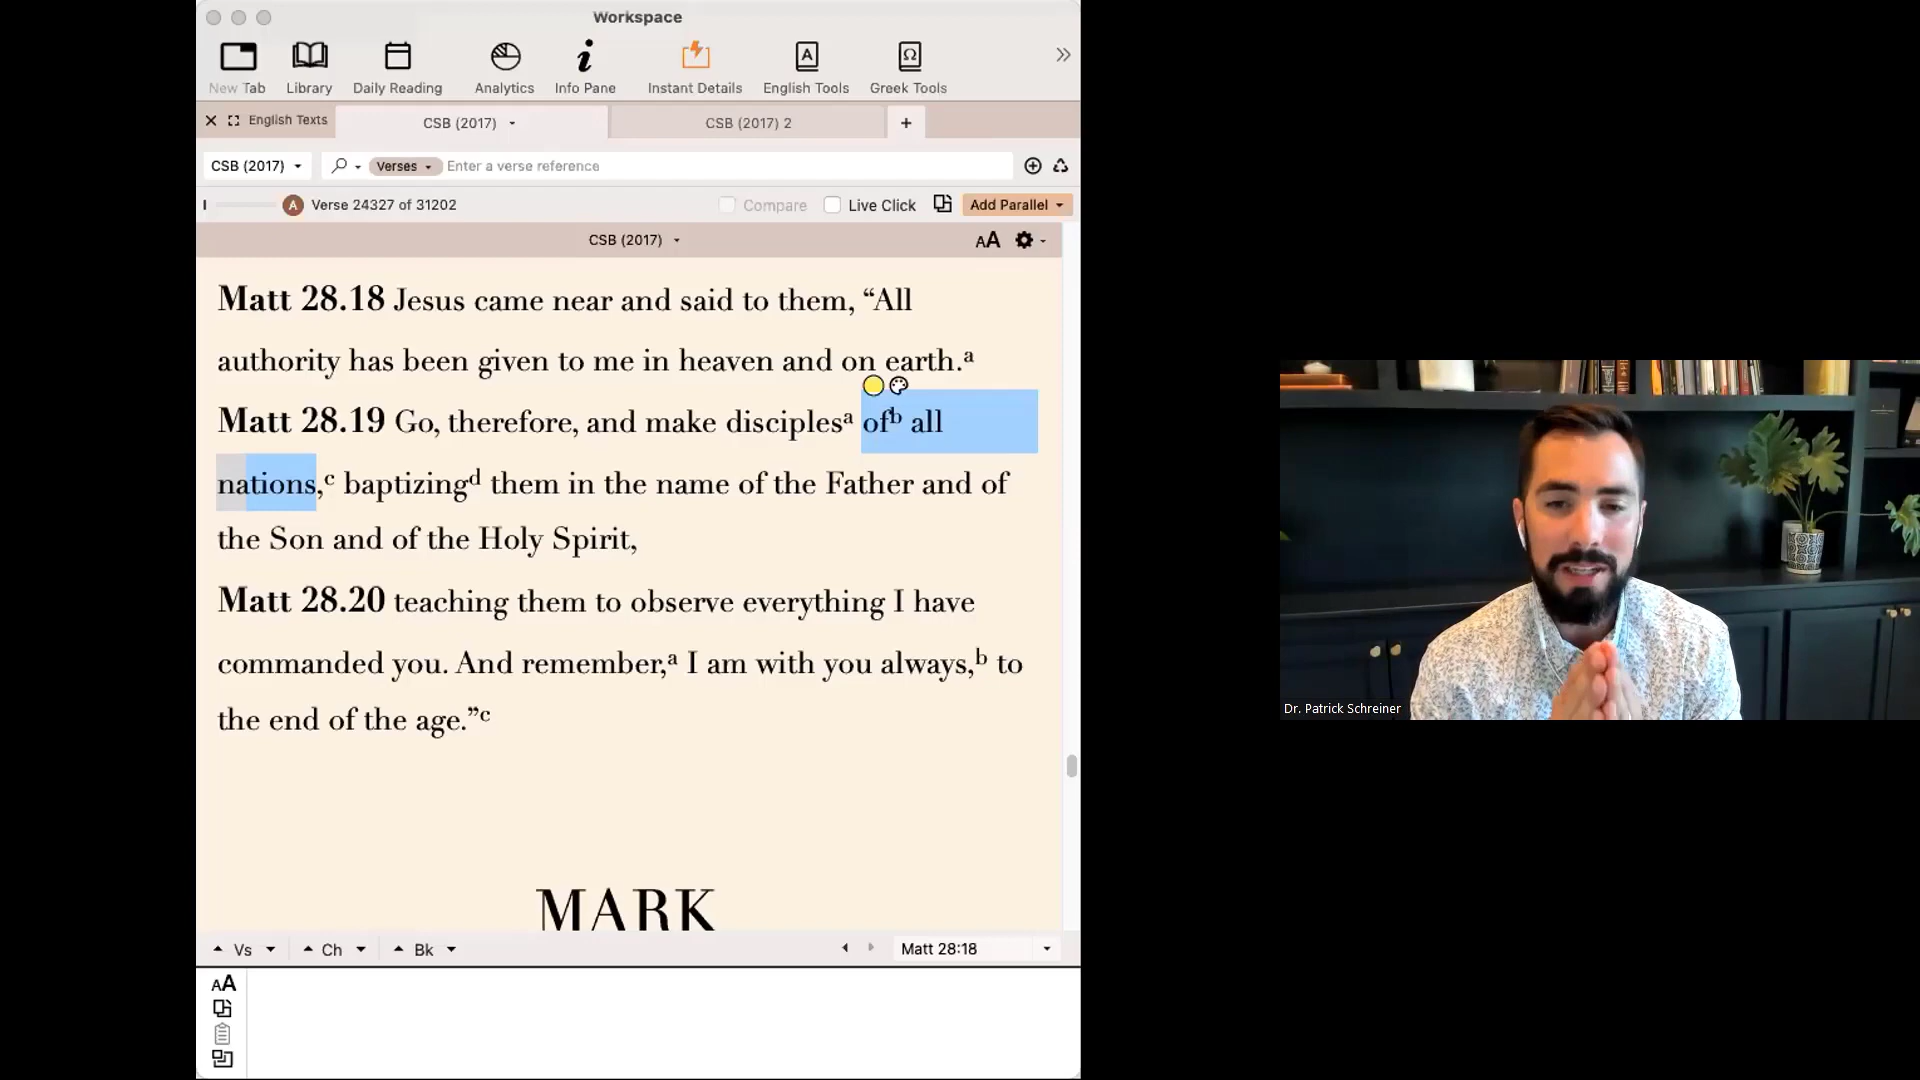 Workspace
New Tab
Library
Daily Reading
Analytics
Info Pane
Instant Details
English Tools
Greek Tools
English Texts
CSB (2017)
CSB (2017) 2
CSB (2017)
Verses
Enter a verse reference
Verse 24327 of 31202
Compare
Live Click
Add Parallel
CSB (2017)
Matt 28.18 Jesus came near and said to them, “All
authority has been given to me in heaven and on earth.ᵃ
Matt 28.19 Go, therefore, and make disciplesᵃ ofᵇ all
nations,ᶜ baptizingᵈ them in the name of the Father and of
the Son and of the Holy Spirit,
Matt 28.20 teaching them to observe everything I have
commanded you. And remember,ᵃ I am with you always,ᵇ to
the end of the age.”ᶜ
MARK
Vs
Ch
Bk
Matt 28:18
Dr. Patrick Schreiner